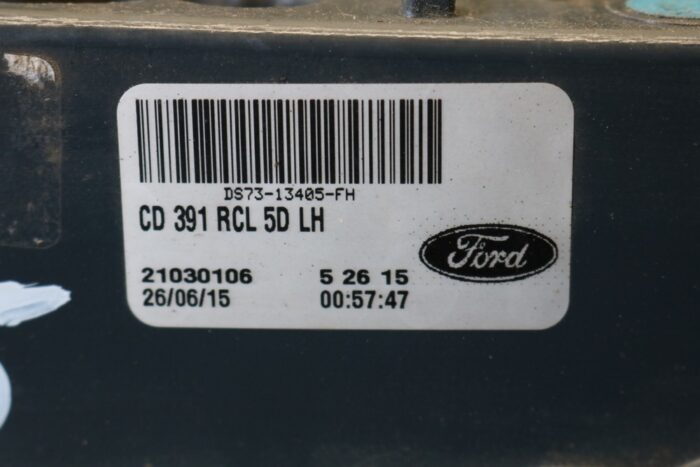 DS73-13405-FH
CD 391 RCL 5D LH
Ford
21030106 5 26 15
26/06/15 00:57:47